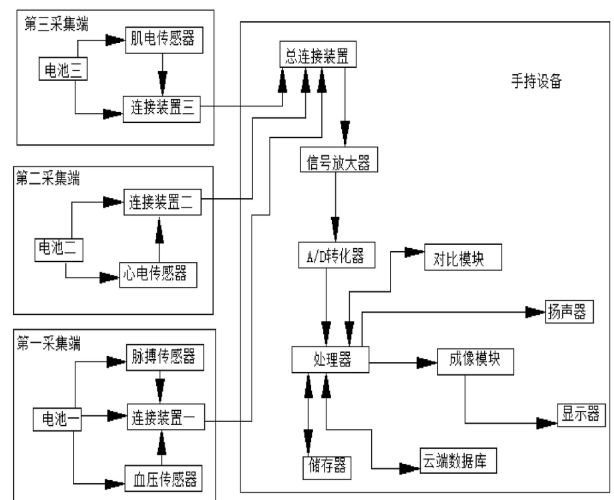 第三采集端
肌电传感器
电池三
连接装置三
第二采集端
连接装置二
电池二
心电传感器
第一采集端
脉搏传感器
电池一
连接装置一
血压传感器
手持设备
总连接装置
信号放大器
A/D转化器
对比模块
扬声器
处理器
成像模块
显示器
储存器
云端数据库